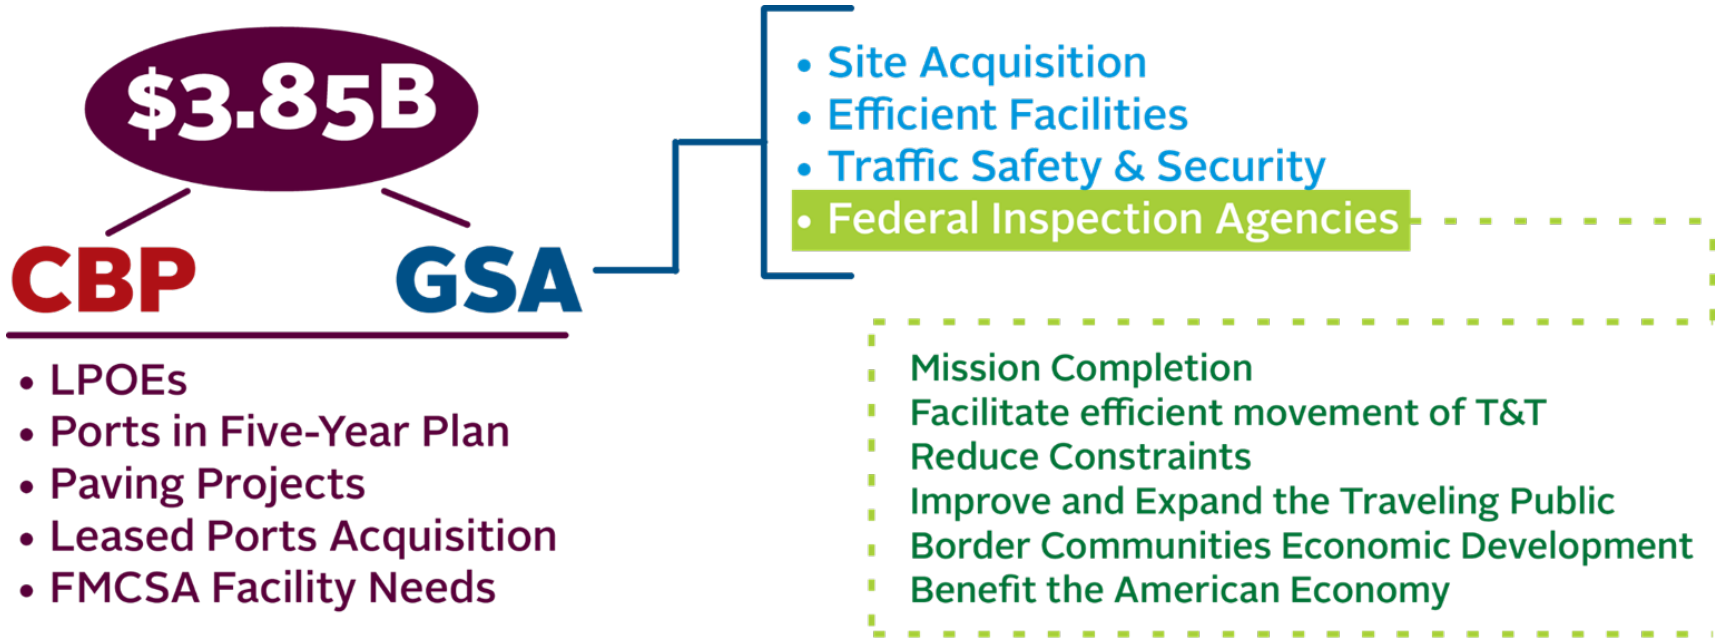 $3.85B
CBP
GSA
• LPOEs
• Ports in Five-Year Plan
• Paving Projects
• Leased Ports Acquisition
• FMCSA Facility Needs
• Site Acquisition
• Efficient Facilities
• Traffic Safety & Security
• Federal Inspection Agencies
Mission Completion
Facilitate efficient movement of T&T
Reduce Constraints
Improve and Expand the Traveling Public
Border Communities Economic Development
Benefit the American Economy